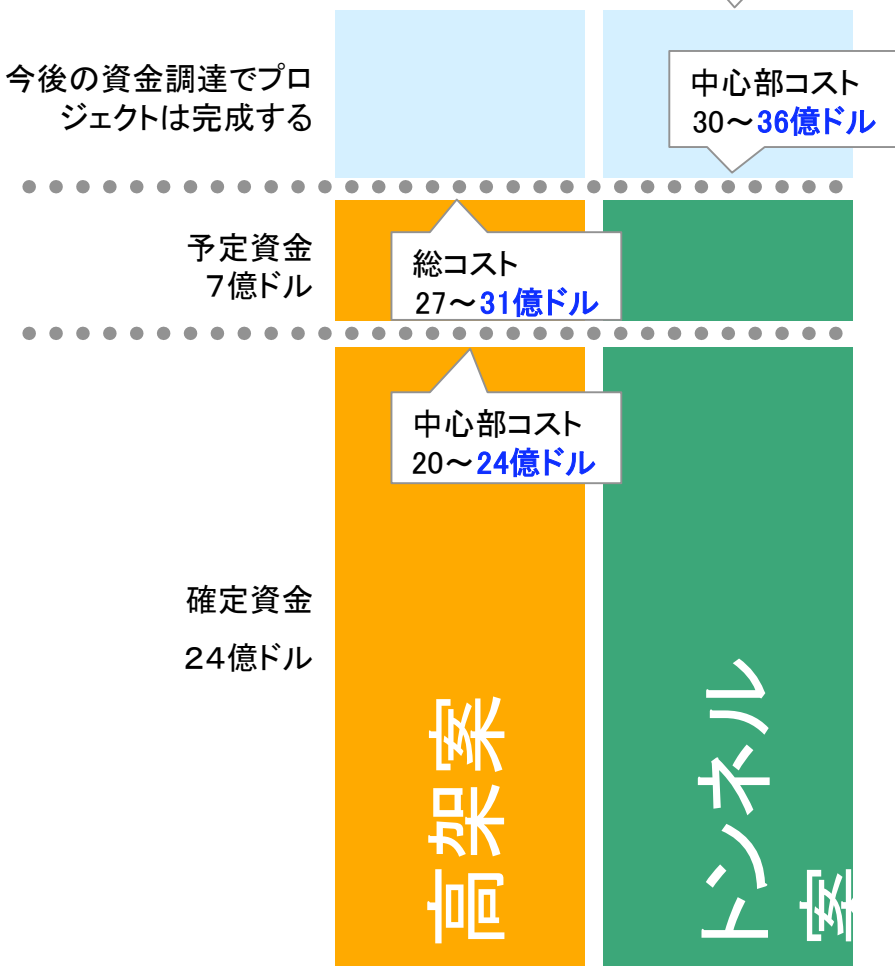 今後の資金調達でプロ
ジェクトは完成する
中心部コスト
30～36億ドル
予定資金
７億ドル
総コスト
27～31億ドル
中心部コスト
20～24億ドル
確定資金
２４億ドル
高架案
トンネル
案